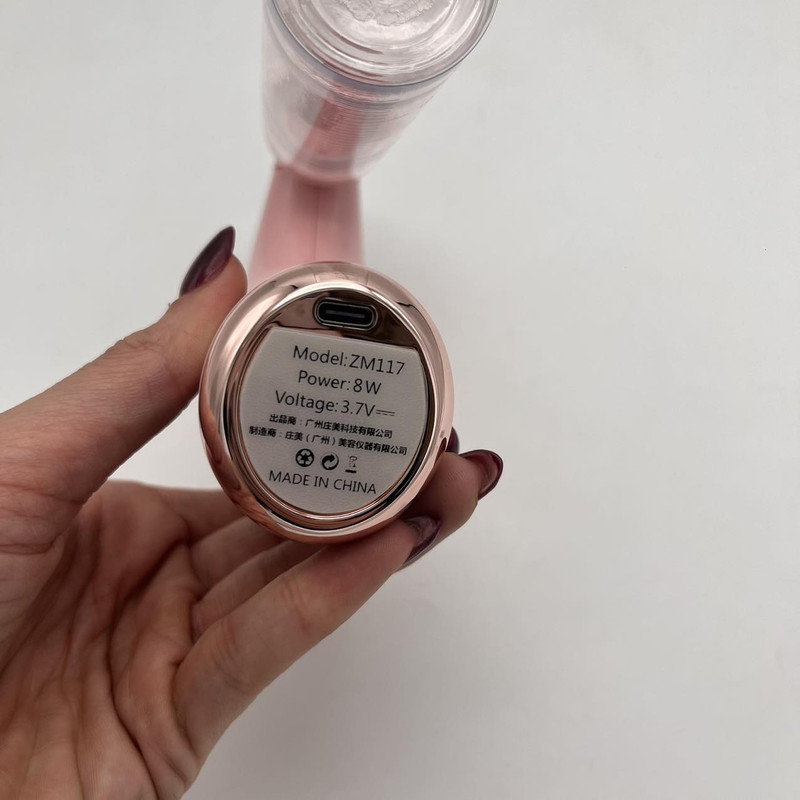 Model:ZM117
Power:8W
Voltage:3.7V⎓
出品商：广州庄美科技有限公司
制造商：庄美（广州）美容仪器有限公司
MADE IN CHINA